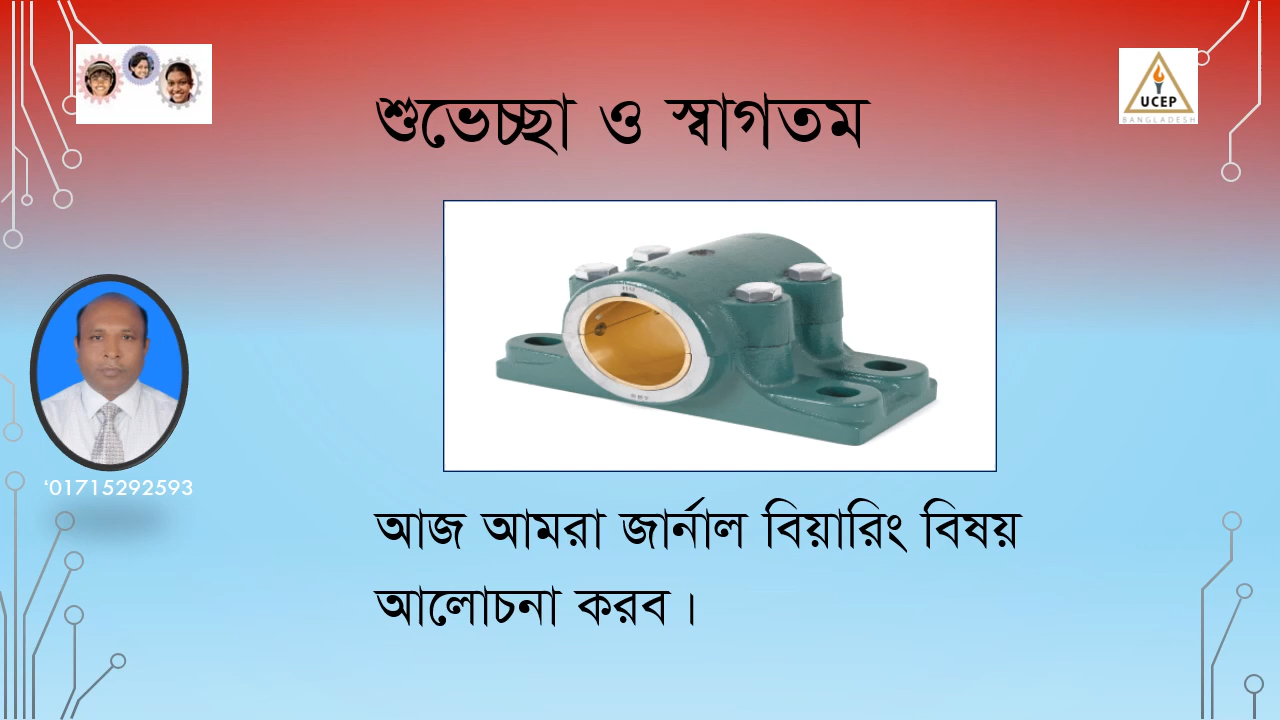 শুভেচ্ছা ও স্বাগতম
UCEP
BANGLADESH
‘01715292593
আজ আমরা জার্নাল বিয়ারিং বিষয়
আলোচনা করব।